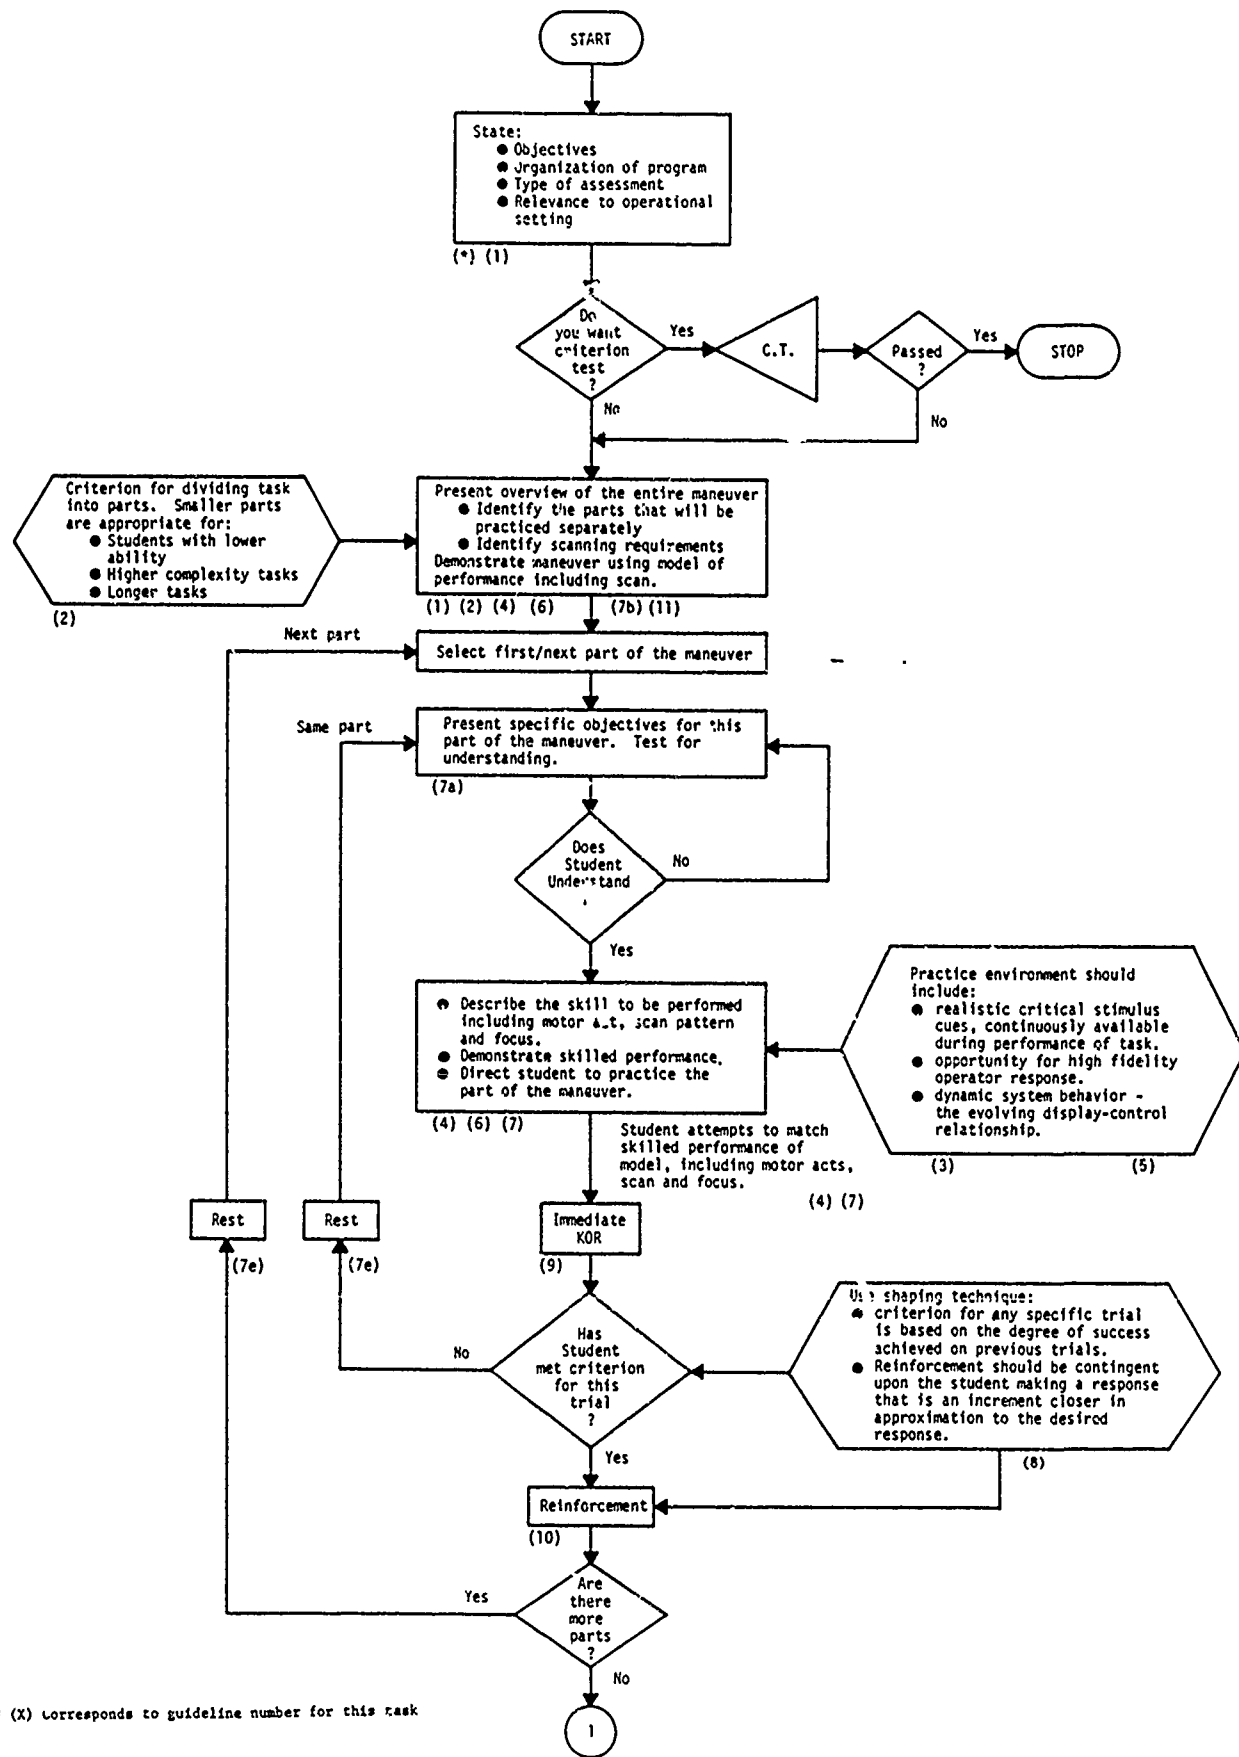 START
State:
● Objectives
● Organization of program
● Type of assessment
● Relevance to operational
setting
(*) (1)
Do
you want
criterion
test
?
Yes
C.T.
Passed
?
Yes
STOP
No
No
Criterion for dividing task
into parts. Smaller parts
are appropriate for:
● Students with lower
ability
● Higher complexity tasks
● Longer tasks
(2)
Present overview of the entire maneuver
● Identify the parts that will be
practiced separately
● Identify scanning requirements
Demonstrate maneuver using model of
performance including scan.
(1) (2) (4) (6) (7b) (11)
Next part
Select first/next part of the maneuver
Same part
Present specific objectives for this
part of the maneuver. Test for
understanding.
(7a)
Does
Student
Understand
No
Yes
● Describe the skill to be performed
including motor act, scan pattern
and focus.
● Demonstrate skilled performance.
● Direct student to practice the
part of the maneuver.
(4) (6) (7)
Practice environment should
include:
● realistic critical stimulus
cues, continuously available
during performance of task.
● opportunity for high fidelity
operator response.
● dynamic system behavior -
the evolving display-control
relationship.
(3) (5)
Student attempts to match
skilled performance of
model, including motor acts,
scan and focus.
(4) (7)
Rest
(7e)
Rest
(7e)
Immediate
KOR
(9)
Has
Student
met criterion
for this
trial
?
No
Yes
Use shaping technique:
● criterion for any specific trial
is based on the degree of success
achieved on previous trials.
● Reinforcement should be contingent
upon the student making a response
that is an increment closer in
approximation to the desired
response.
(8)
Reinforcement
(10)
Are
there
more
parts
?
Yes
No
1
(X) Corresponds to guideline number for this task